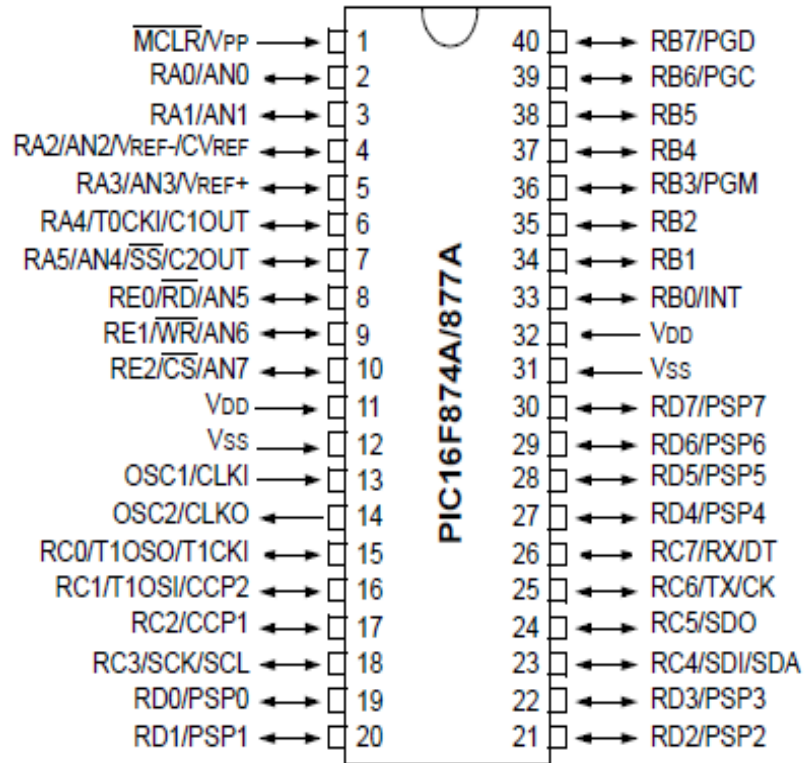 MCLR/VPP 1 40 RB7/PGD
RA0/AN0 2 39 RB6/PGC
RA1/AN1 3 38 RB5
RA2/AN2/VREF-/CVREF 4 37 RB4
RA3/AN3/VREF+ 5 36 RB3/PGM
RA4/T0CKI/C1OUT 6 35 RB2
RA5/AN4/SS/C2OUT 7 34 RB1
RE0/RD/AN5 8 33 RB0/INT
RE1/WR/AN6 9 32 VDD
RE2/CS/AN7 10 31 VSS
VDD 11 30 RD7/PSP7
VSS 12 29 RD6/PSP6
OSC1/CLKI 13 28 RD5/PSP5
OSC2/CLKO 14 27 RD4/PSP4
RC0/T1OSO/T1CKI 15 26 RC7/RX/DT
RC1/T1OSI/CCP2 16 25 RC6/TX/CK
RC2/CCP1 17 24 RC5/SDO
RC3/SCK/SCL 18 23 RC4/SDI/SDA
RD0/PSP0 19 22 RD3/PSP3
RD1/PSP1 20 21 RD2/PSP2
PIC16F874A/877A